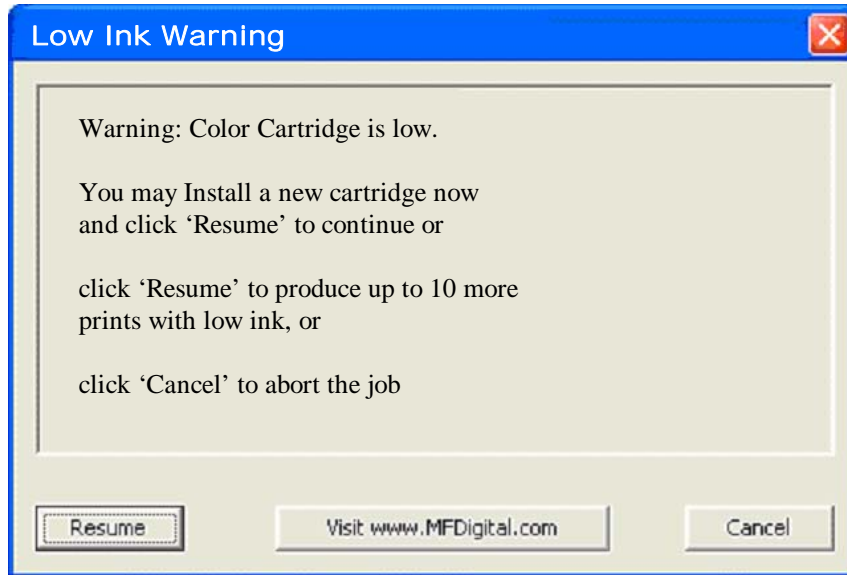 Low Ink Warning
Warning: Color Cartridge is low.
You may Install a new cartridge now
and click ‘Resume’ to continue or
click ‘Resume’ to produce up to 10 more
prints with low ink, or
click ‘Cancel’ to abort the job
Resume
Visit www.MFDigital.com
Cancel